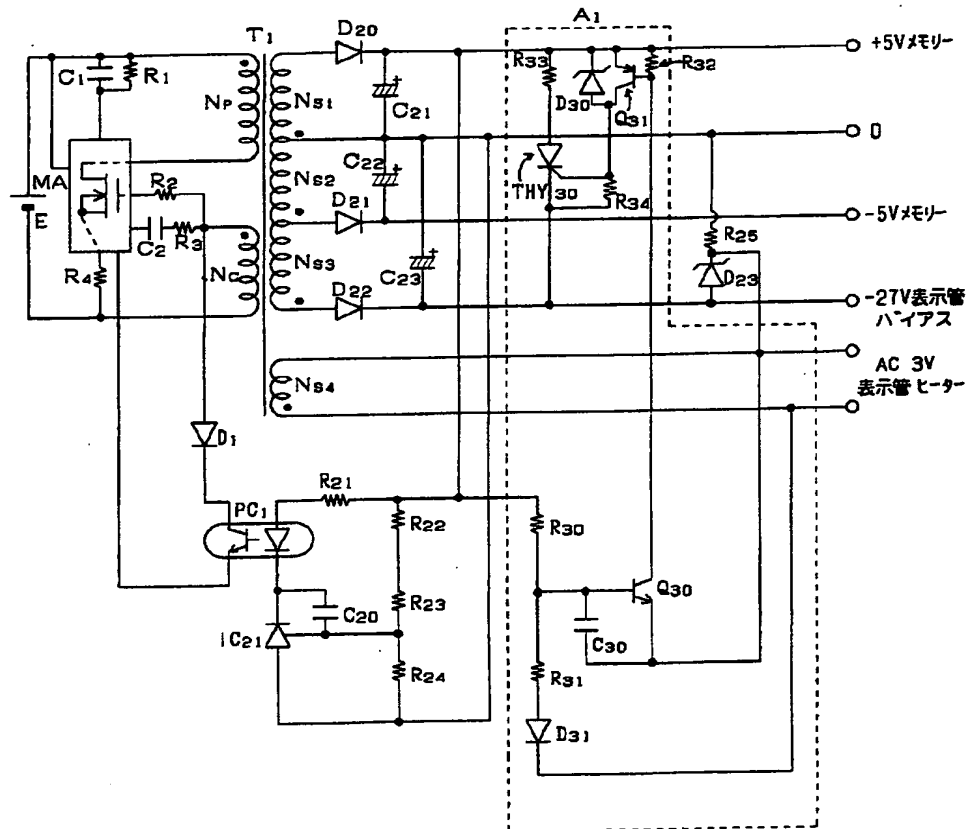 A1
T1
D20
+5Vメモリー
C1
R1
R33
R32
D30
Q31
NP
NS1
C21
0
MA
C22
THY30
NS2
R34
R2
D21
-5Vメモリー
E
C2
R3
R25
R4
NC
NS3
C23
D23
D22
-27V表示管
バイアス
AC 3V
表示管ヒーター
NS4
D1
R21
PC1
R22
R30
Q30
C20
R23
IC21
C30
R24
R31
D31